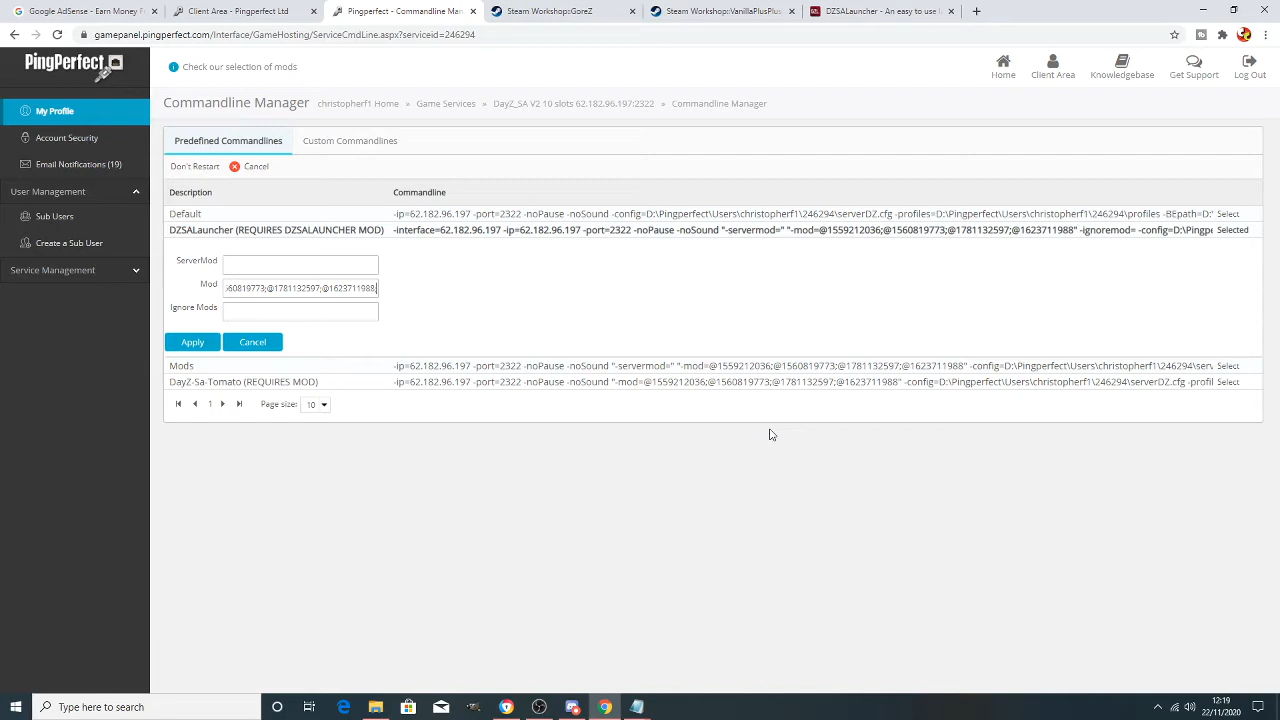 Google AdSense - Earn Money Fr
Client Area - Pingperfect Ltd
Pingperfect - Commandline Man
Steam Workshop::GoreZ
Steam Workshop::VanillaPlusPlus
DZSALauncher - An easy to use l
gamepanel.pingperfect.com/Interface/GameHosting/ServiceCmdLine.aspx?serviceid=246294
PingPerfect
Check our selection of mods
Home
Client Area
Knowledgebase
Get Support
Log Out
Commandline Manager christopherf1 Home » Game Services » DayZ_SA V2 10 slots 62.182.96.197:2322 » Commandline Manager
My Profile
Account Security
Email Notifications (19)
User Management
Sub Users
Create a Sub User
Service Management
Predefined Commandlines
Custom Commandlines
Don't Restart Cancel
Description Commandline
Default -ip=62.182.96.197 -port=2322 -noPause -noSound -config=D:\Pingperfect\Users\christopherf1\246294\serverDZ.cfg -profiles=D:\Pingperfect\Users\christopherf1\246294\profiles -BEpath=D:\ Select
DZSALauncher (REQUIRES DZSALAUNCHER MOD) -interface=62.182.96.197 -ip=62.182.96.197 -port=2322 -noPause -noSound "-servermod=" "-mod=@1559212036;@1560819773;@1781132597;@1623711988" -ignoremod= -config=D:\Pingpe Selected
ServerMod
Mod 560819773;@1781132597;@1623711988;
Ignore Mods
Apply Cancel
Mods -ip=62.182.96.197 -port=2322 -noPause -noSound "-servermod=" "-mod=@1559212036;@1560819773;@1781132597;@1623711988" -config=D:\Pingperfect\Users\christopherf1\246294\serv Select
DayZ-Sa-Tomato (REQUIRES MOD) -ip=62.182.96.197 -port=2322 -noPause -noSound "-mod=@1559212036;@1560819773;@1781132597;@1623711988" -config=D:\Pingperfect\Users\christopherf1\246294\serverDZ.cfg -profil Select
1 Page size: 10
Type here to search
12:19
22/11/2020